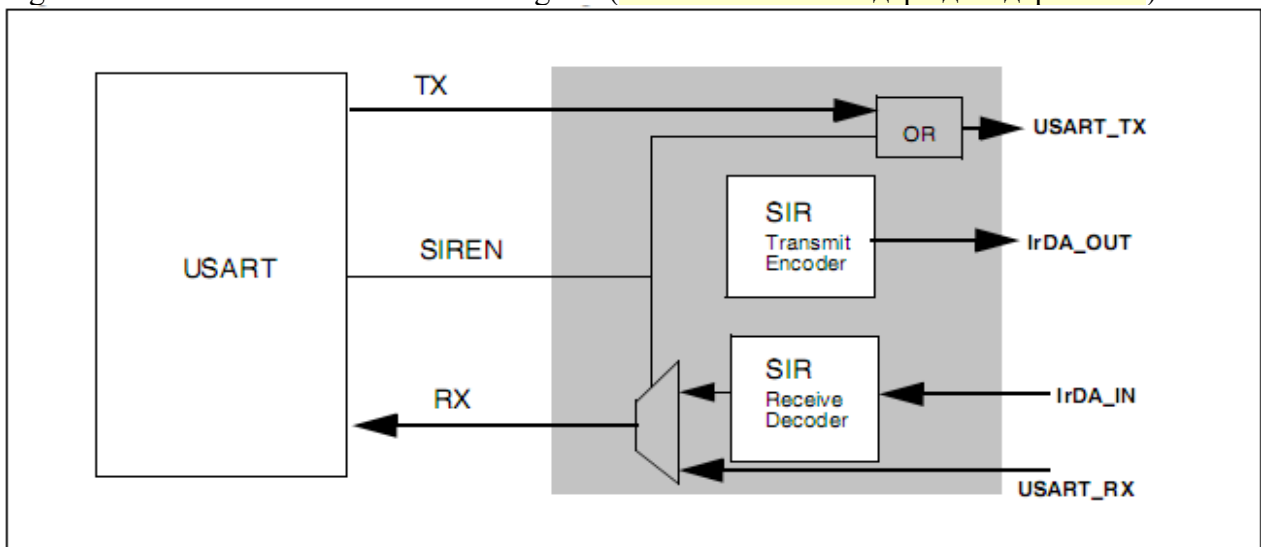 TX
OR
USART_TX
SIR
Transmit
Encoder
IrDA_OUT
SIREN
USART
SIR
Receive
Decoder
IrDA_IN
RX
USART_RX